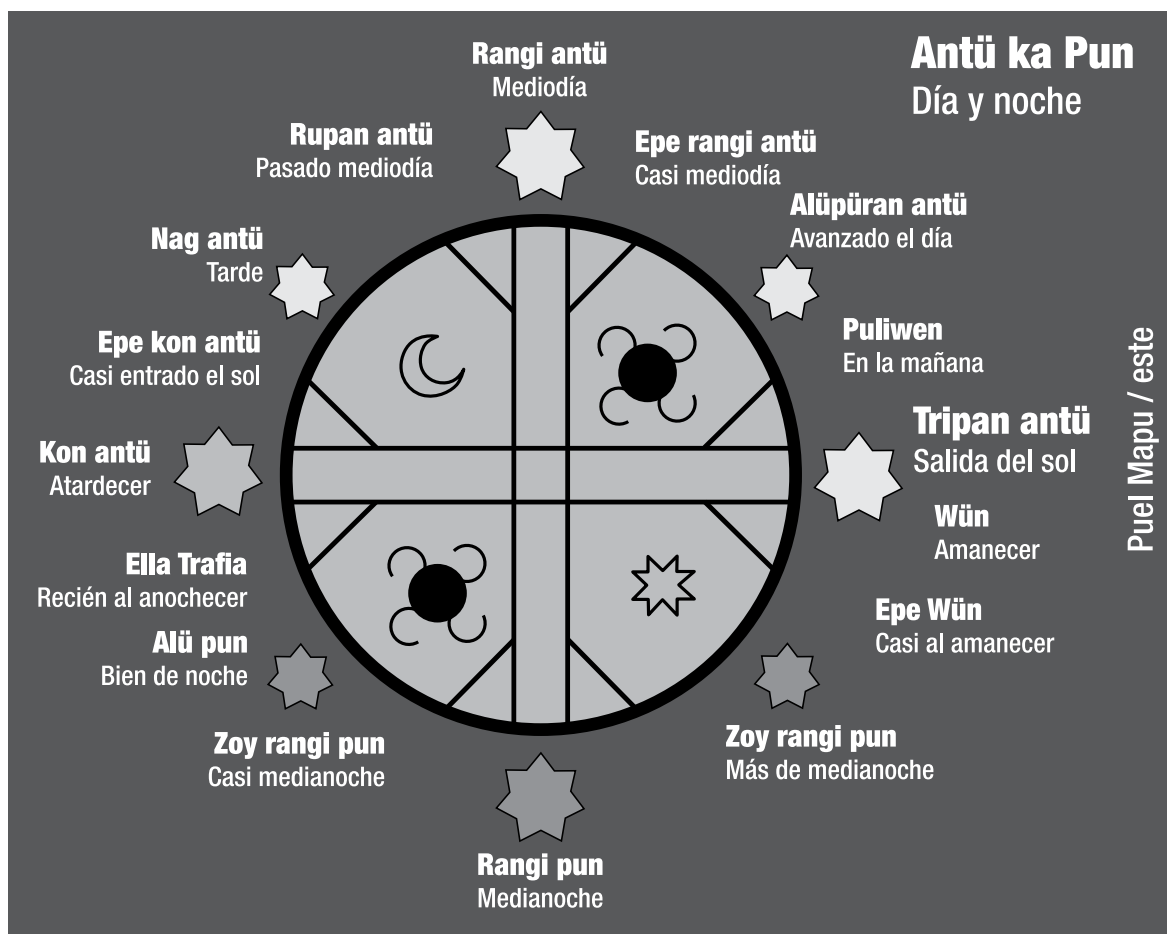 Antü ka Pun
Día y noche
Rangi antü
Mediodía
Rupan antü
Pasado mediodía
Epe rangi antü
Casi mediodía
Alüpüran antü
Avanzado el día
Nag antü
Tarde
Puliwen
En la mañana
Epe kon antü
Casi entrado el sol
Tripan antü
Salida del sol
Puel Mapu / este
Kon antü
Atardecer
Wün
Amanecer
Ella Trafia
Recién al anochecer
Epe Wün
Casi al amanecer
Alü pun
Bien de noche
Zoy rangi pun
Casi medianoche
Zoy rangi pun
Más de medianoche
Rangi pun
Medianoche